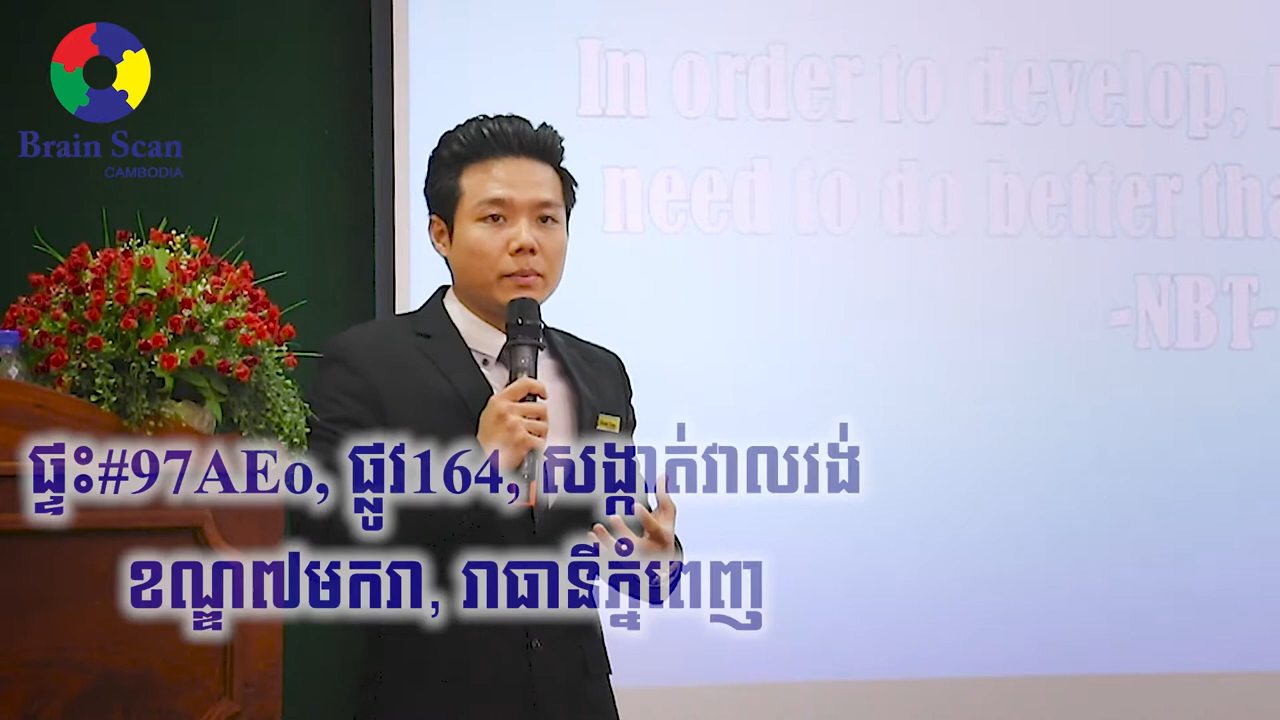 Brain Scan
CAMBODIA
In order to develop,
need to do better
-NBT-
ផ្ទះ#97AEo, ផ្លូវ164, សង្កាត់វាលវង់
ខណ្ឌ៧មករា, រាធានីភ្នំពេញ